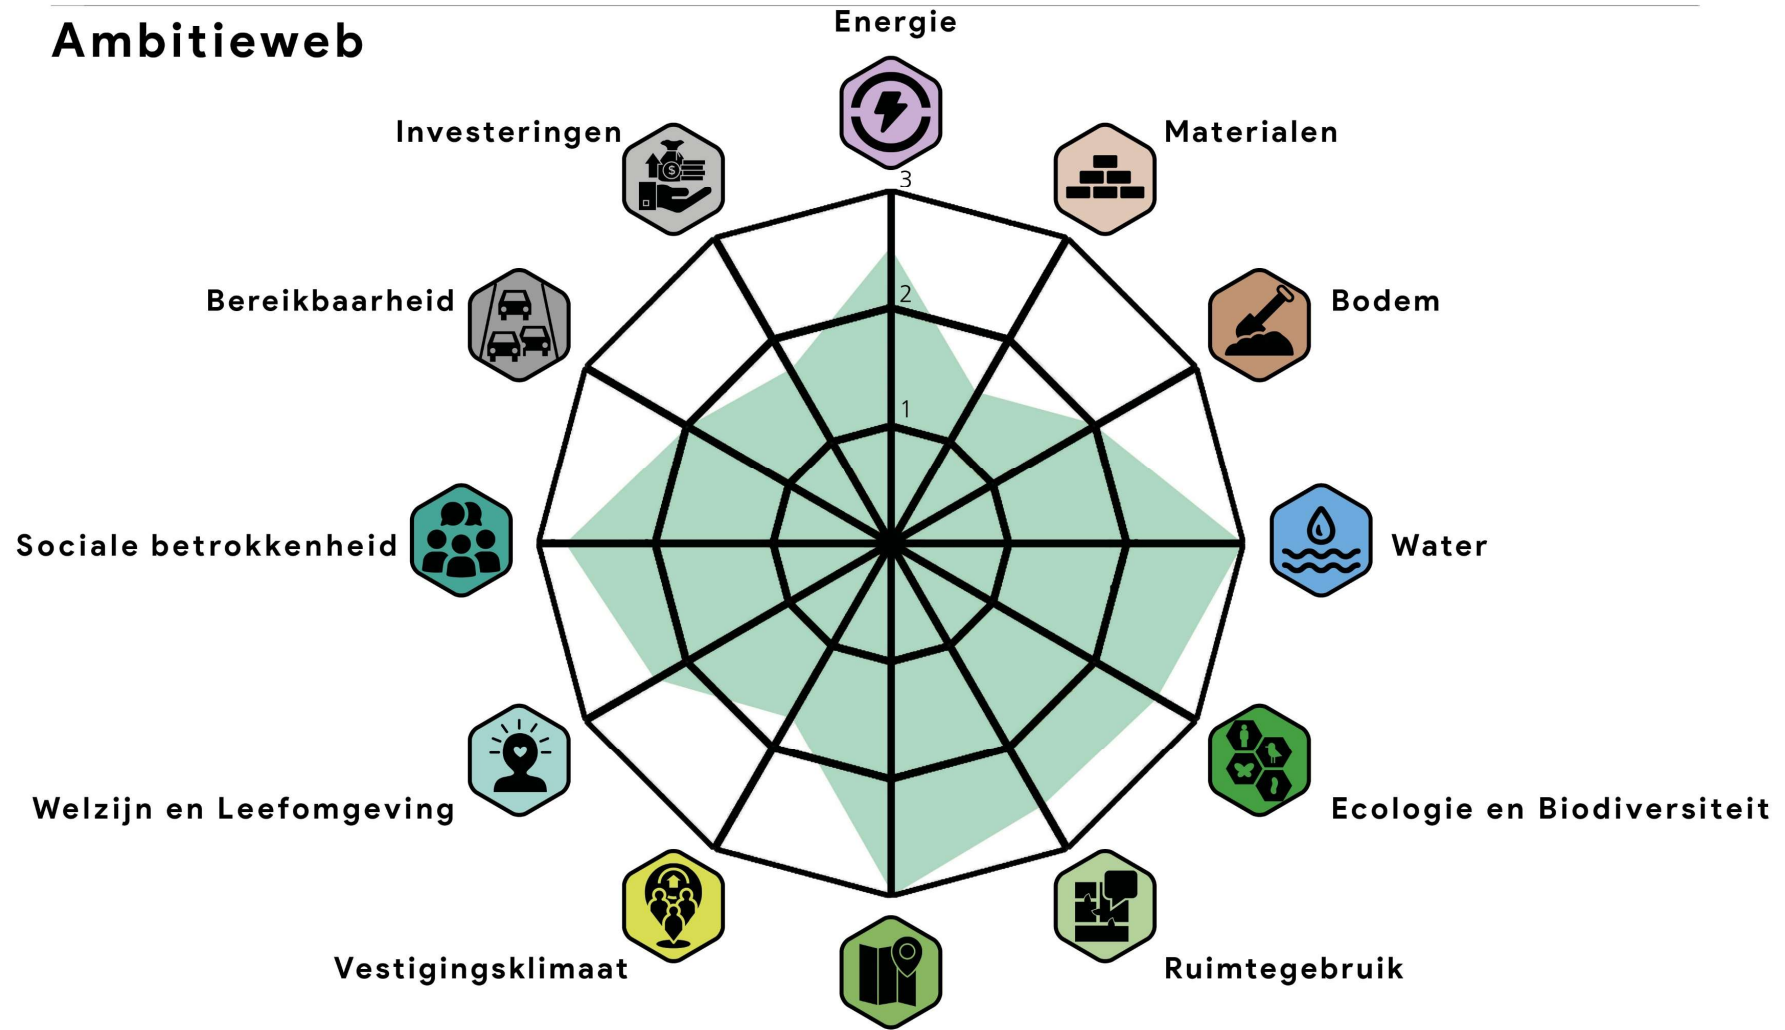 Ambitieweb
Energie
Investeringen
Materialen
3
Bereikbaarheid
2
Bodem
1
Sociale betrokkenheid
Water
Welzijn en Leefomgeving
Ecologie en Biodiversiteit
Vestigingsklimaat
Ruimtegebruik
$